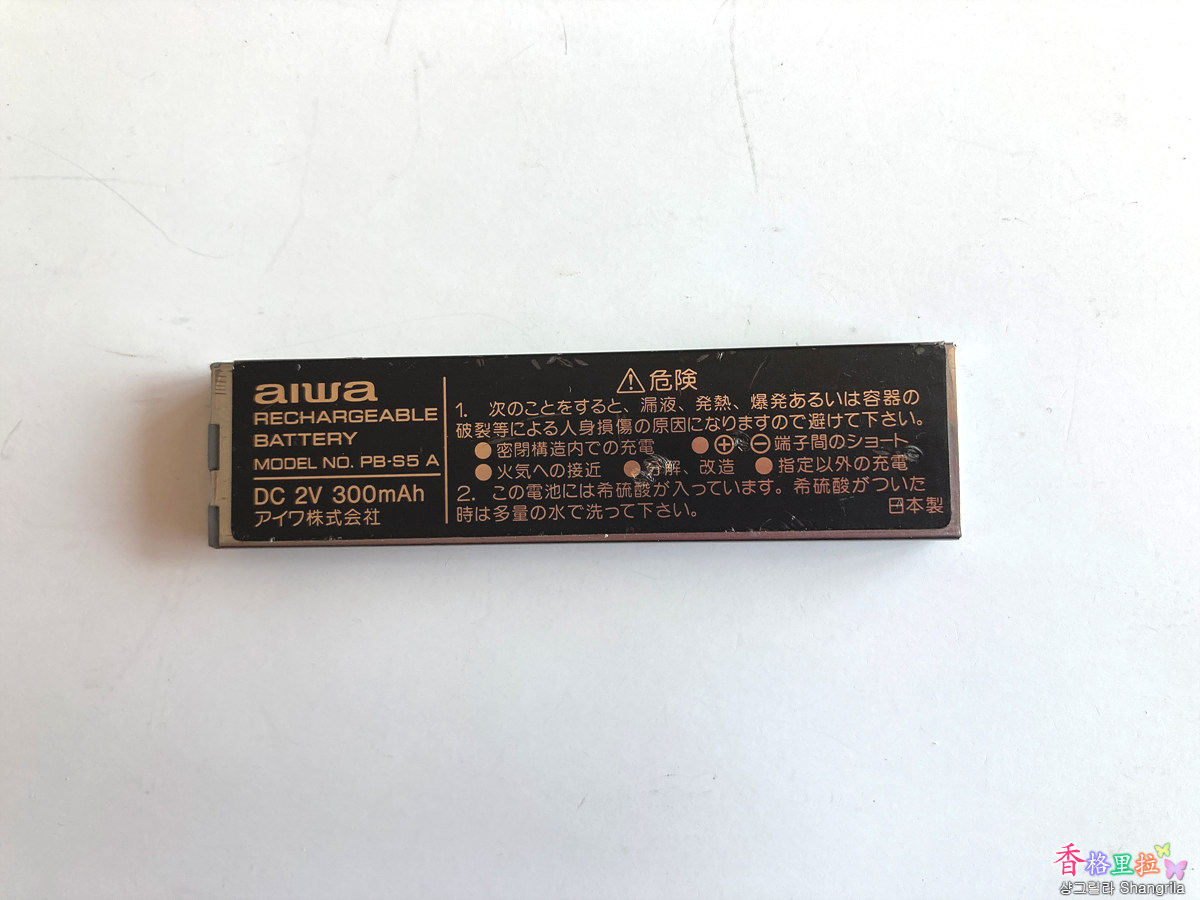 aiwa
RECHARGEABLE
BATTERY
MODEL NO. PB-S5 A
DC 2V 300mAh
アイワ株式会社
⚠危険
1. 次のことをすると、漏液、発熱、爆発あるいは容器の
破裂等による人身損傷の原因になりますので避けて下さい。
●密閉構造内での充電 ●⊕、⊖端子間のショート
●火気への接近 ●分解、改造 ●指定以外の充電
2. この電池には希硫酸が入っています。希硫酸がついた
時は多量の水で洗って下さい。
日本製
香格里拉
샹그릴라 Shangrila